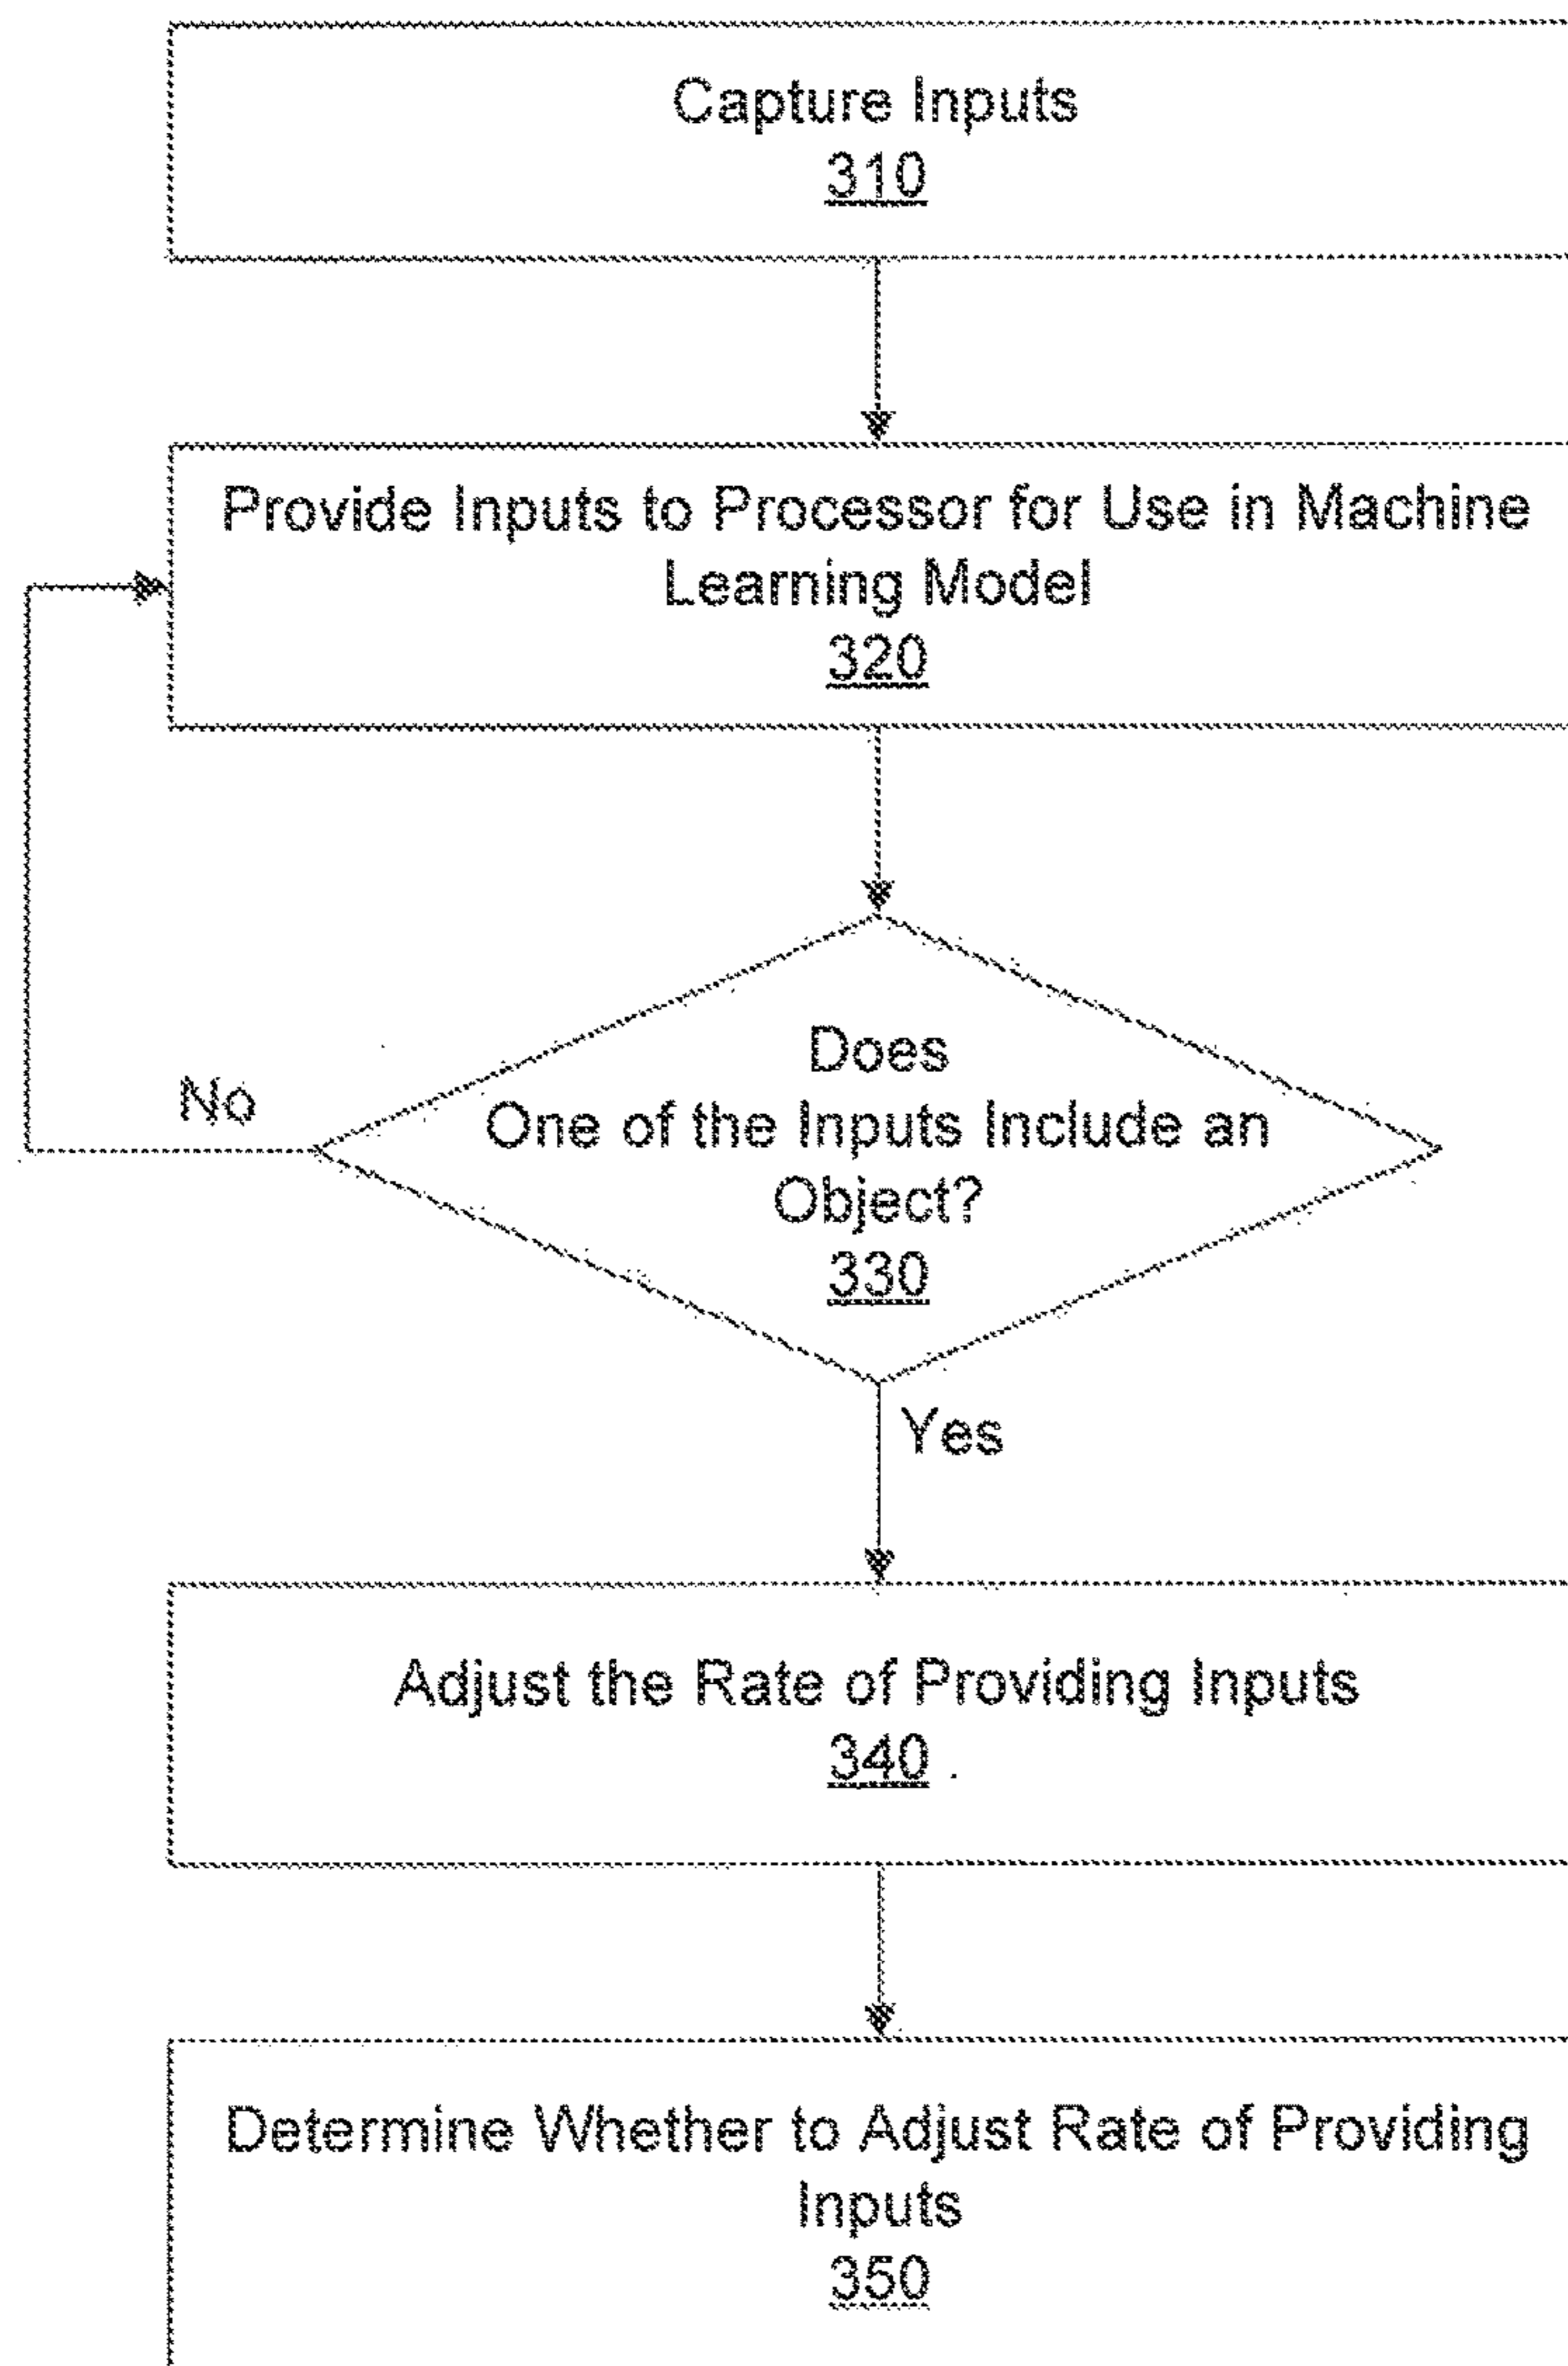 Capture Inputs
310
Provide Inputs to Processor for Use in Machine
Learning Model
320
Does
One of the Inputs Include an
Object?
330
No
Yes
Adjust the Rate of Providing Inputs
340
Determine Whether to Adjust Rate of Providing
Inputs
350